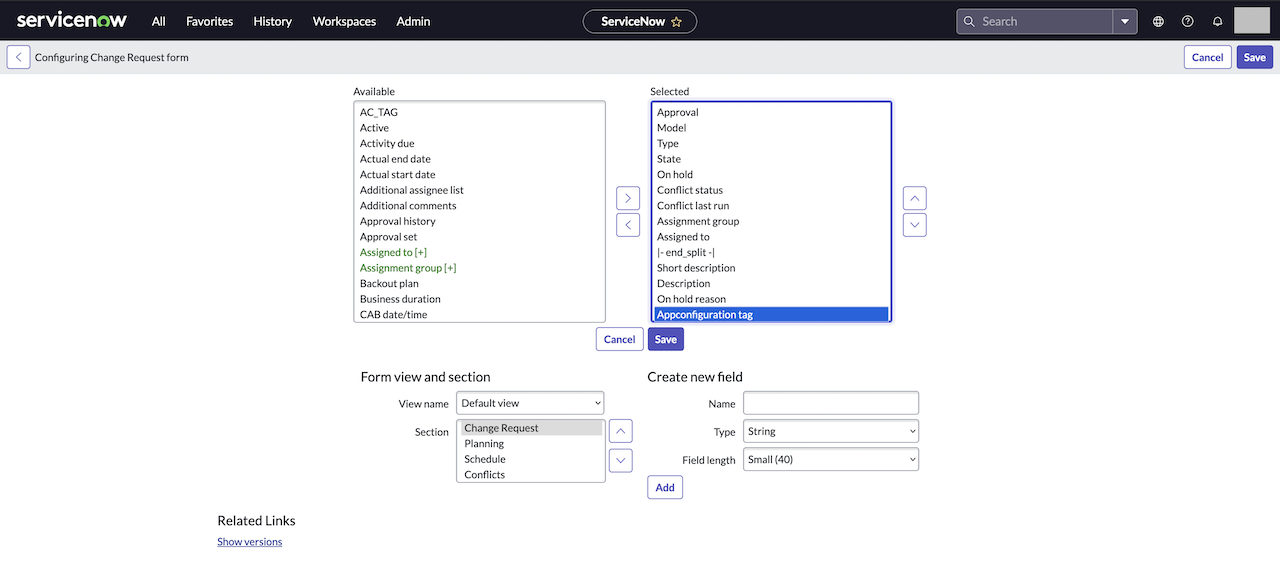 servicenow All Favorites History Workspaces Admin ServiceNow Search
Configuring Change Request form Cancel Save
Available
AC_TAG
Active
Activity due
Actual end date
Actual start date
Additional assignee list
Additional comments
Approval history
Approval set
Assigned to [+]
Assignment group [+]
Backout plan
Business duration
CAB date/time
Selected
Approval
Model
Type
State
On hold
Conflict status
Conflict last run
Assignment group
Assigned to
|- end_split -|
Short description
Description
On hold reason
Appconfiguration tag
Cancel Save
Form view and section
View name Default view
Section Change Request
Planning
Schedule
Conflicts
Create new field
Name
Type String
Field length Small (40)
Add
Related Links
Show versions